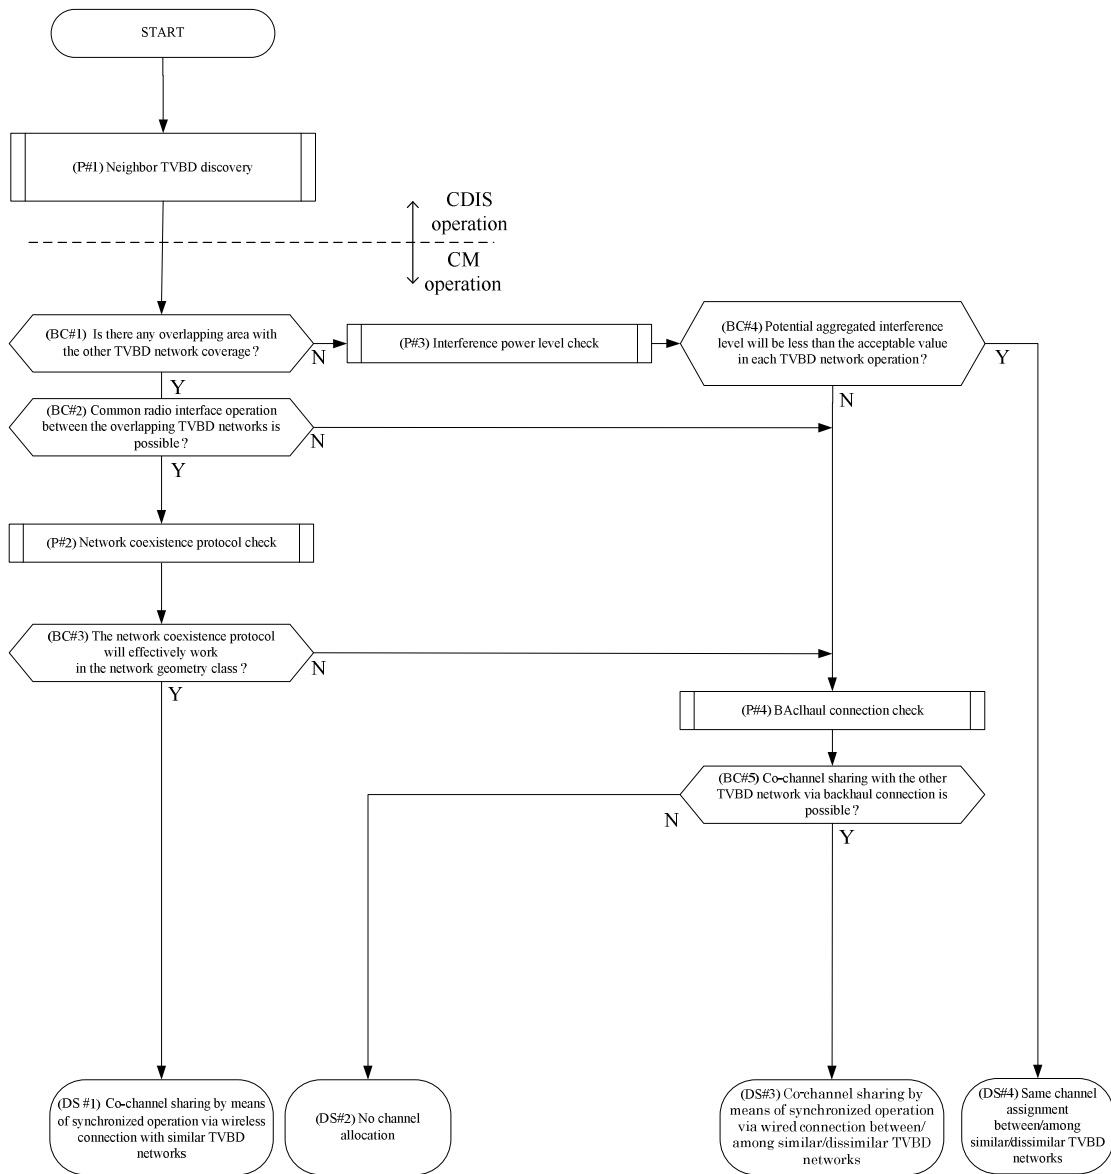 START
(P#1) Neighbor TVBD discovery
CDIS
operation
CM
operation
(BC#1) Is there any overlapping area with
the other TVBD network coverage ?
N
Y
(P#3) Interference power level check
(BC#4) Potential aggregated interference
level will be less than the acceptable value
in each TVBD network operation ?
Y
N
(BC#2) Common radio interface operation
between the overlapping TVBD networks is
possible ?
N
Y
(P#2) Network coexistence protocol check
(BC#3) The network coexistence protocol
will effectively work
in the network geometry class ?
N
Y
(P#4) BAclhaul connection check
(BC#5) Co-channel sharing with the other
TVBD network via backhaul connection is
possible ?
N
Y
(DS #1) Co-channel sharing by means
of synchronized operation via wireless
connection with similar TVBD
networks
(DS#2) No channel
allocation
(DS#3) Co-channel sharing by
means of synchronized operation
via wired connection between/
among similar/dissimilar TVBD
networks
(DS#4) Same channel
assignment
between/among
similar/dissimilar TVBD
networks